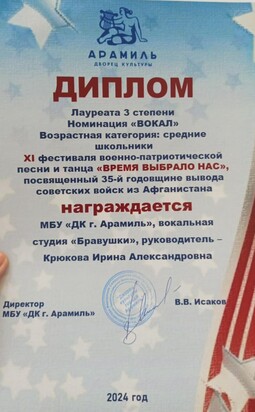 АРАМИЛЬ
ДВОРЕЦ КУЛЬТУРЫ
ДИПЛОМ
Лауреата 3 степени
Номинация «ВОКАЛ»
Возрастная категория: средние
школьники
XI фестиваля военно-патриотической
песни и танца «ВРЕМЯ ВЫБРАЛО НАС»,
посвященный 35-й годовщине вывода
советских войск из Афганистана
награждается
МБУ «ДК г. Арамиль», вокальная
студия «Бравушки», руководитель –
Крюкова Ирина Александровна
Директор
МБУ «ДК г. Арамиль»
В.В. Исаков
2024 год